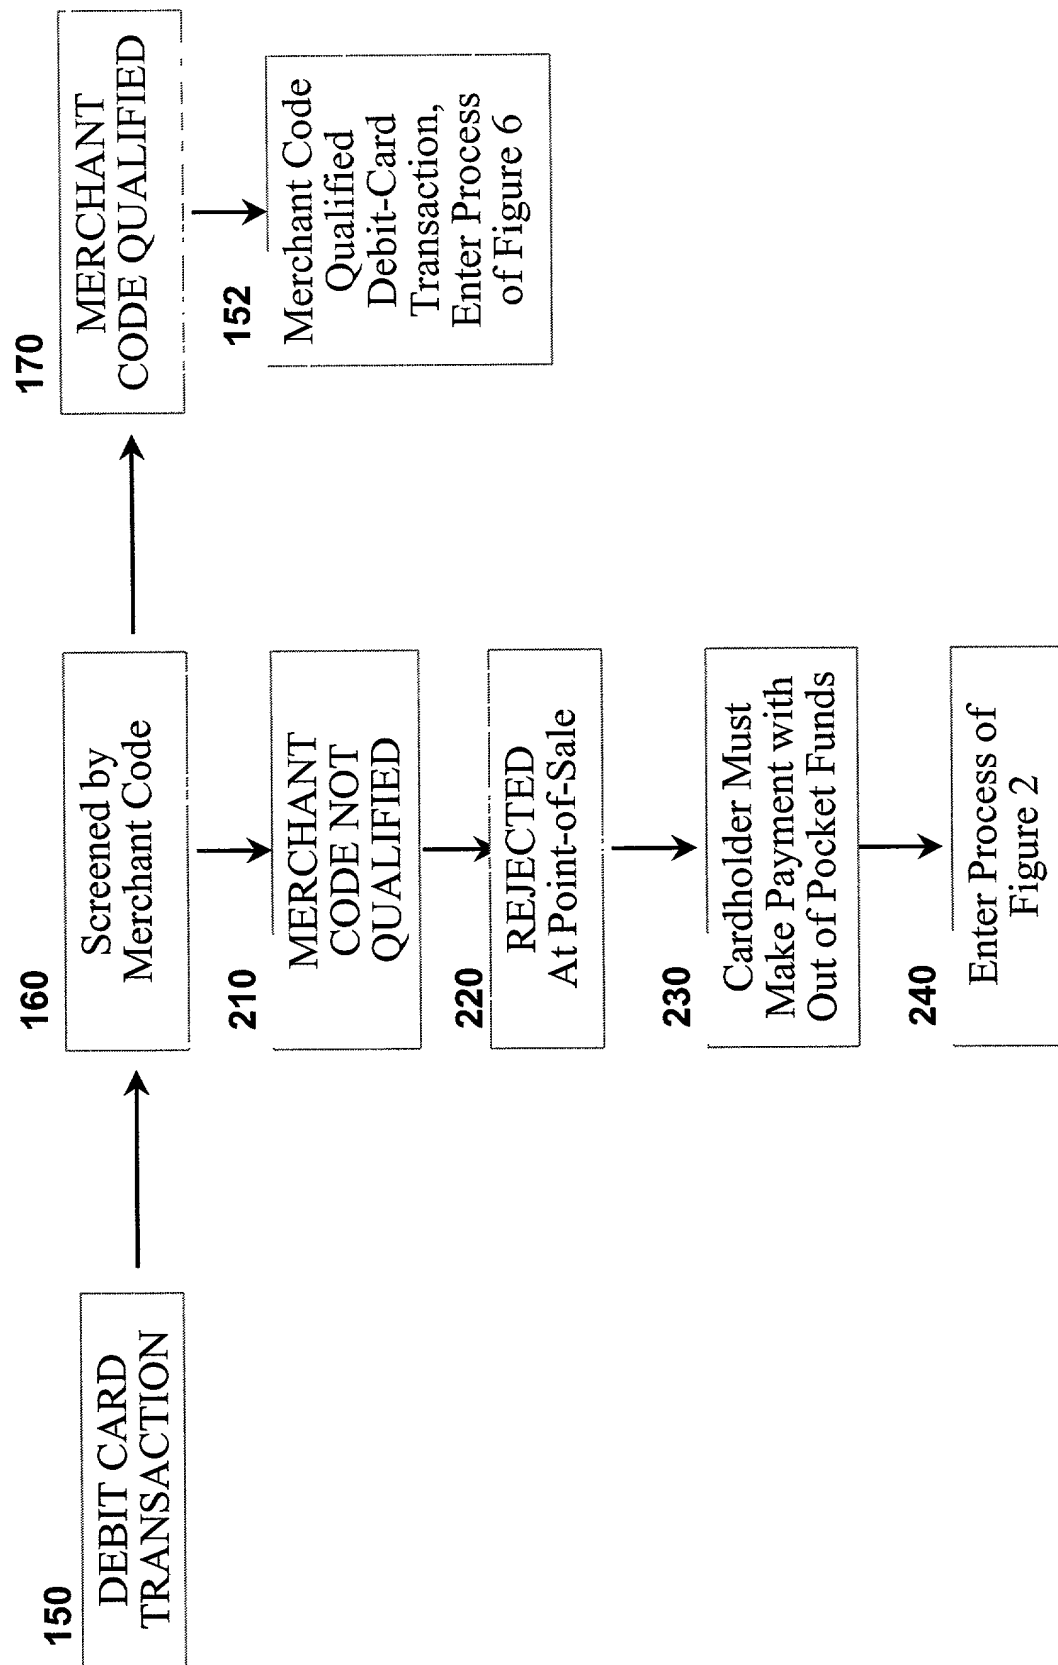 150
DEBIT CARD
TRANSACTION
160
Screened by
Merchant Code
170
MERCHANT
CODE QUALIFIED
152
Merchant Code
Qualified
Debit-Card
Transaction,
Enter Process
of Figure 6
210
MERCHANT
CODE NOT
QUALIFIED
220
REJECTED
At Point-of-Sale
230
Cardholder Must
Make Payment with
Out of Pocket Funds
240
Enter Process of
Figure 2